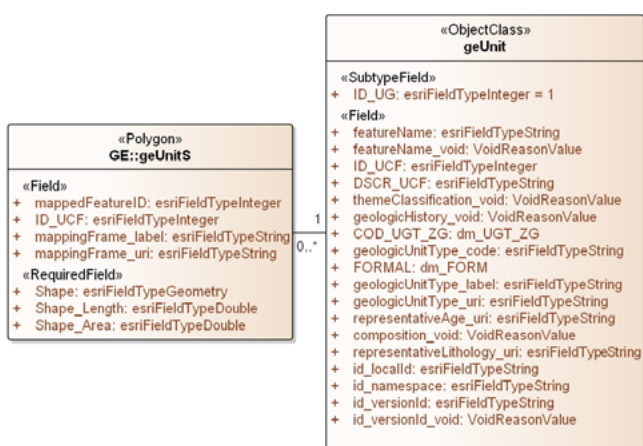 «Polygon»
GE::geUnitS
«Field»
+ mappedFeatureID: esriFieldTypeInteger
+ ID_UCF: esriFieldTypeInteger
+ mappingFrame_label: esriFieldTypeString
+ mappingFrame_uri: esriFieldTypeString
«RequiredField»
+ Shape: esriFieldTypeGeometry
+ Shape_Length: esriFieldTypeDouble
+ Shape_Area: esriFieldTypeDouble
1
0..*
«ObjectClass»
geUnit
«SubtypeField»
+ ID_UG: esriFieldTypeInteger = 1
«Field»
+ featureName: esriFieldTypeString
+ featureName_void: VoidReasonValue
+ ID_UCF: esriFieldTypeInteger
+ DSCR_UCF: esriFieldTypeString
+ themeClassification_void: VoidReasonValue
+ geologicHistory_void: VoidReasonValue
+ COD_UGT_ZG: dm_UGT_ZG
+ geologicUnitType_code: esriFieldTypeString
+ FORMAL: dm_FORM
+ geologicUnitType_label: esriFieldTypeString
+ geologicUnitType_uri: esriFieldTypeString
+ representativeAge_uri: esriFieldTypeString
+ composition_void: VoidReasonValue
+ representativeLithology_uri: esriFieldTypeString
+ id_localId: esriFieldTypeString
+ id_namespace: esriFieldTypeString
+ id_versionId: esriFieldTypeString
+ id_versionId_void: VoidReasonValue